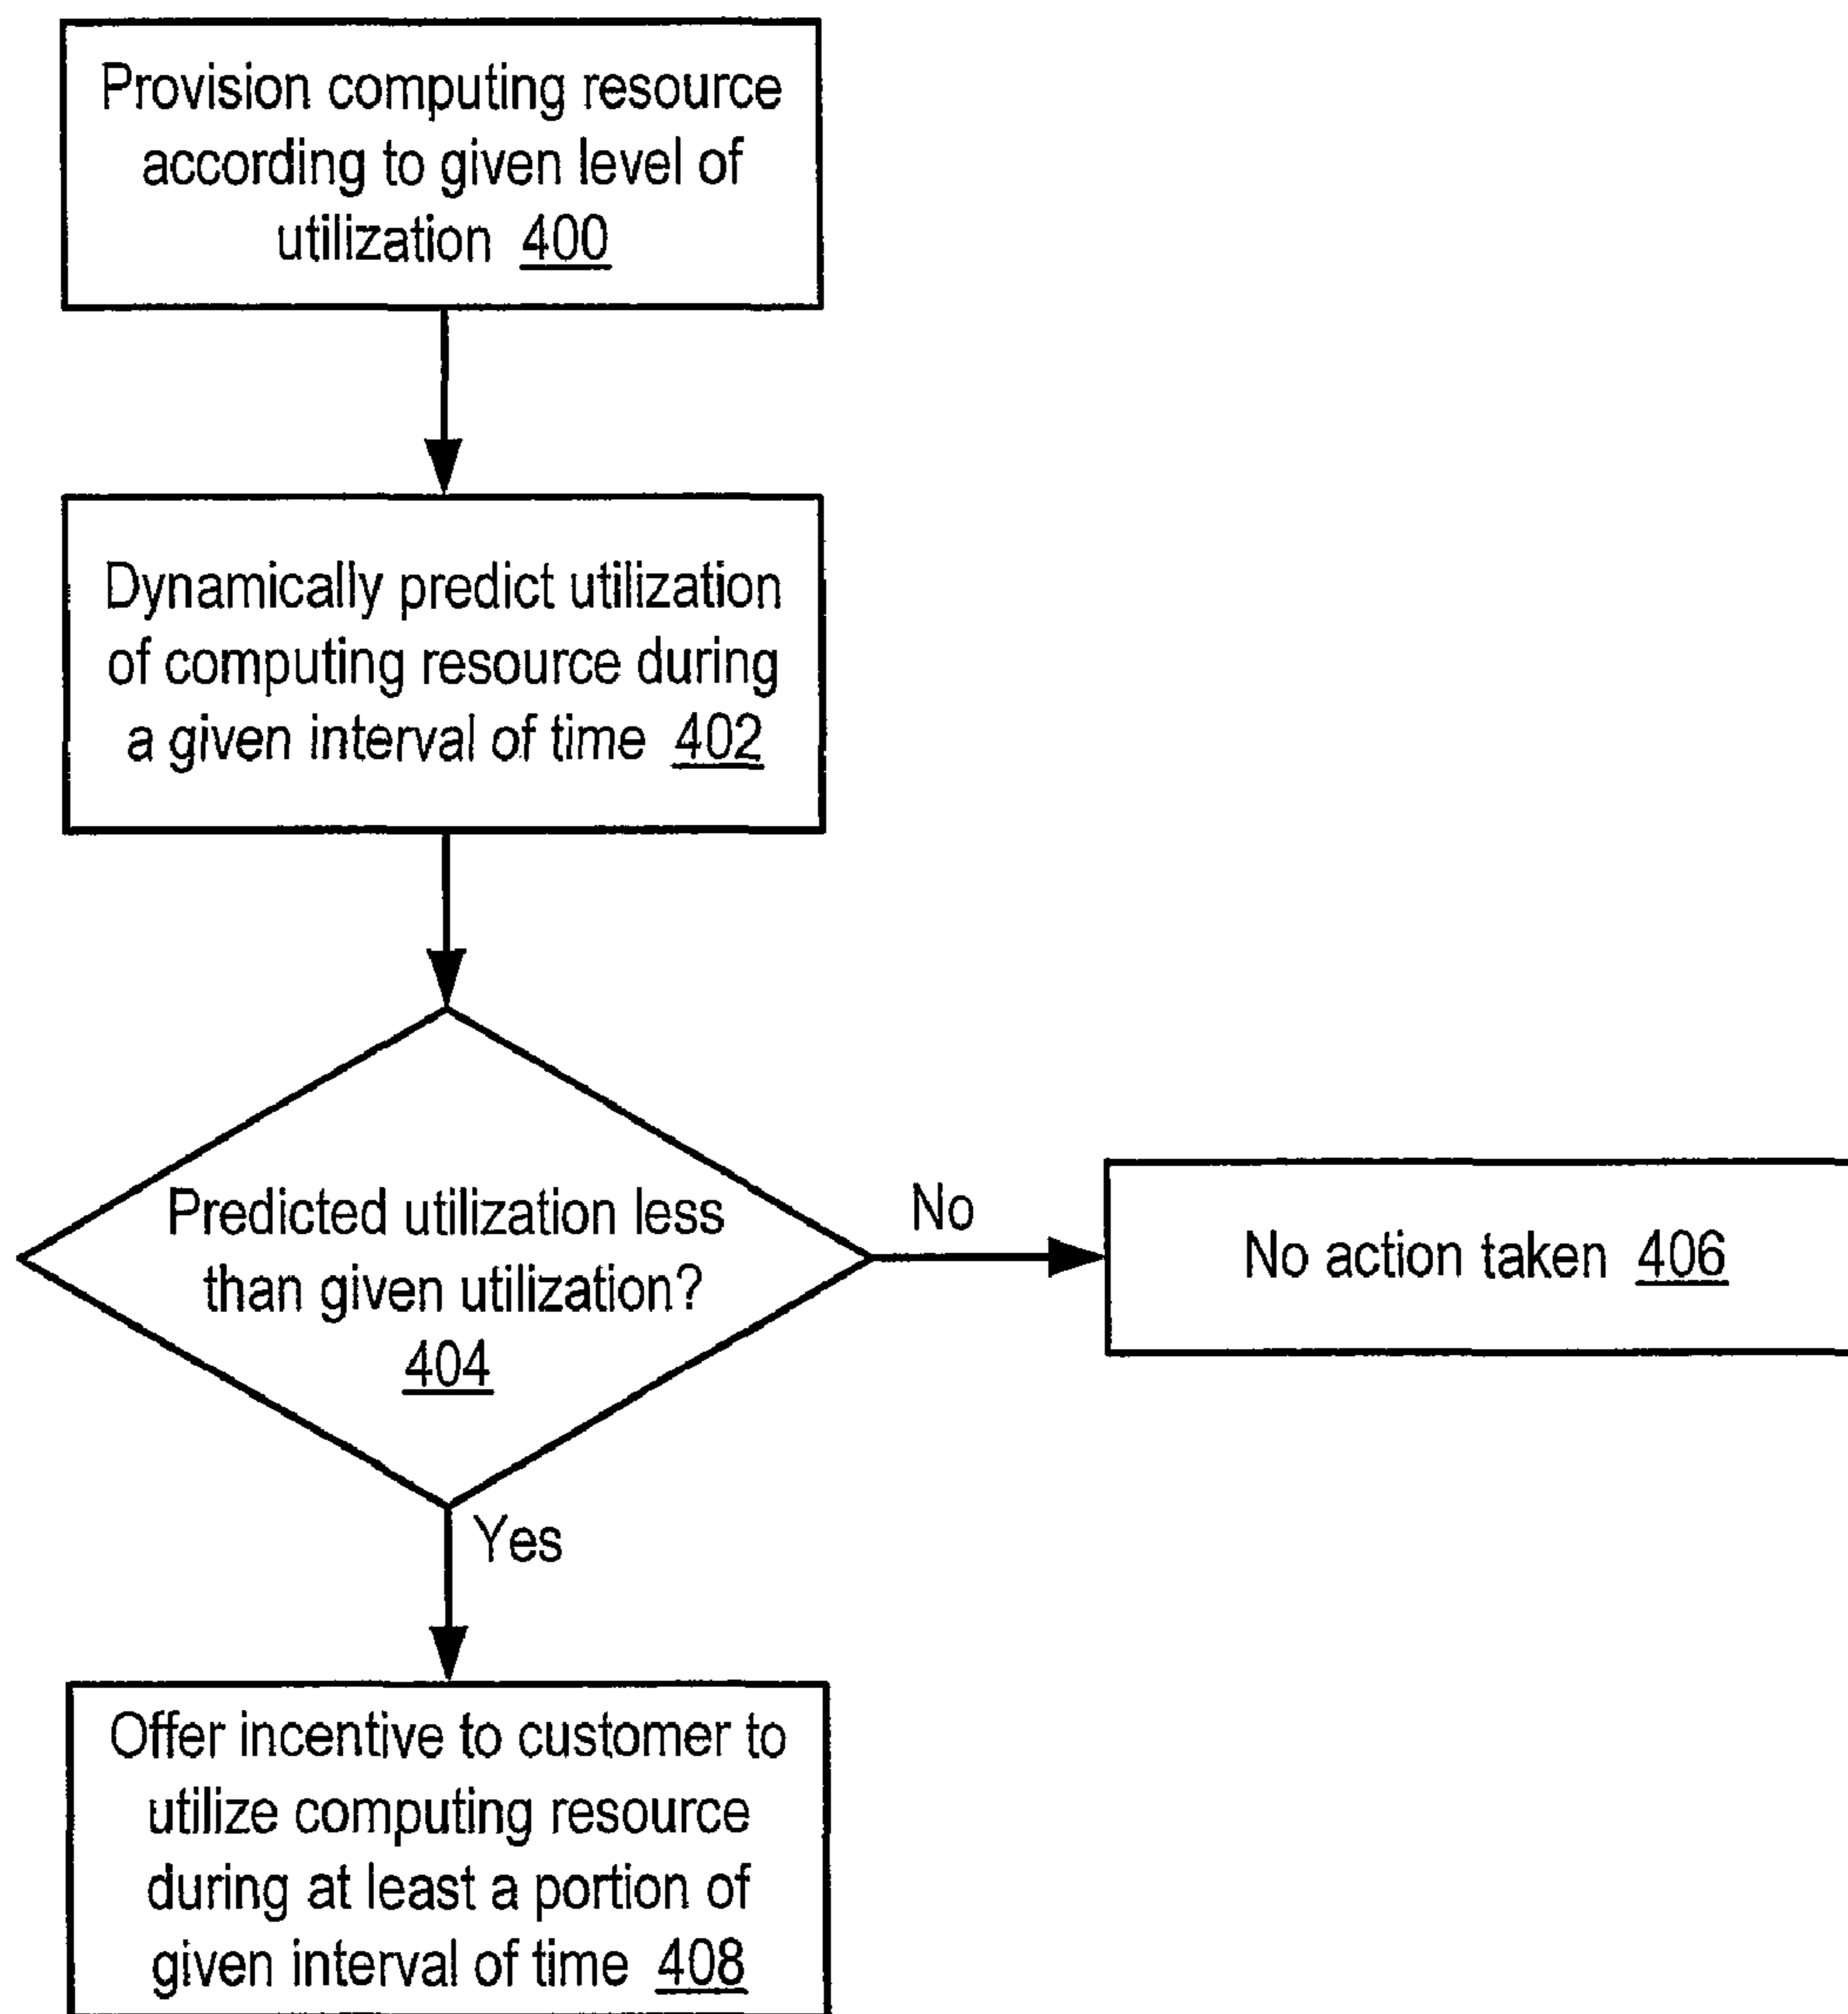 Provision computing resource
according to given level of
utilization 400
Dynamically predict utilization
of computing resource during
a given interval of time 402
Predicted utilization less
than given utilization?
404
No
No action taken 406
Yes
Offer incentive to customer to
utilize computing resource
during at least a portion of
given interval of time 408